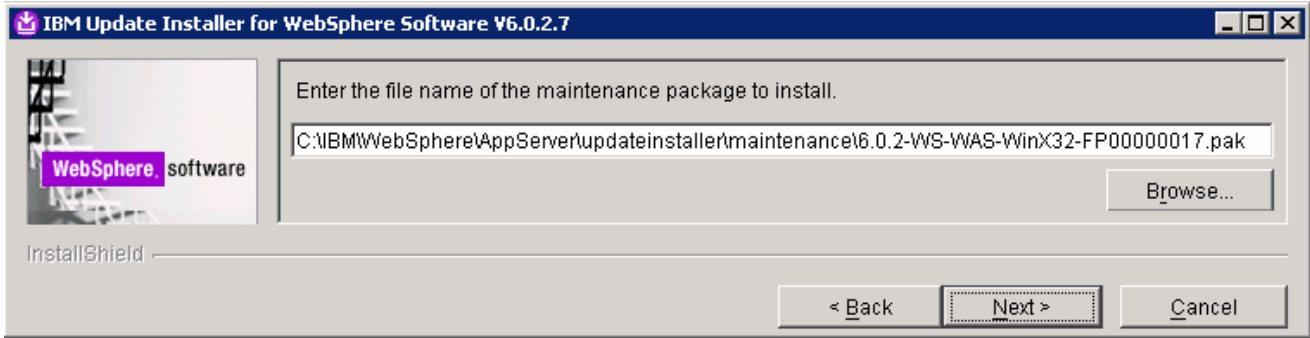 IBM Update Installer for WebSphere Software V6.0.2.7
Enter the file name of the maintenance package to install.
C:\IBM\WebSphere\AppServer\updateinstaller\maintenance\6.0.2-WS-WAS-WinX32-FP00000017.pak
WebSphere. software
Browse...
InstallShield
< Back
Next >
Cancel